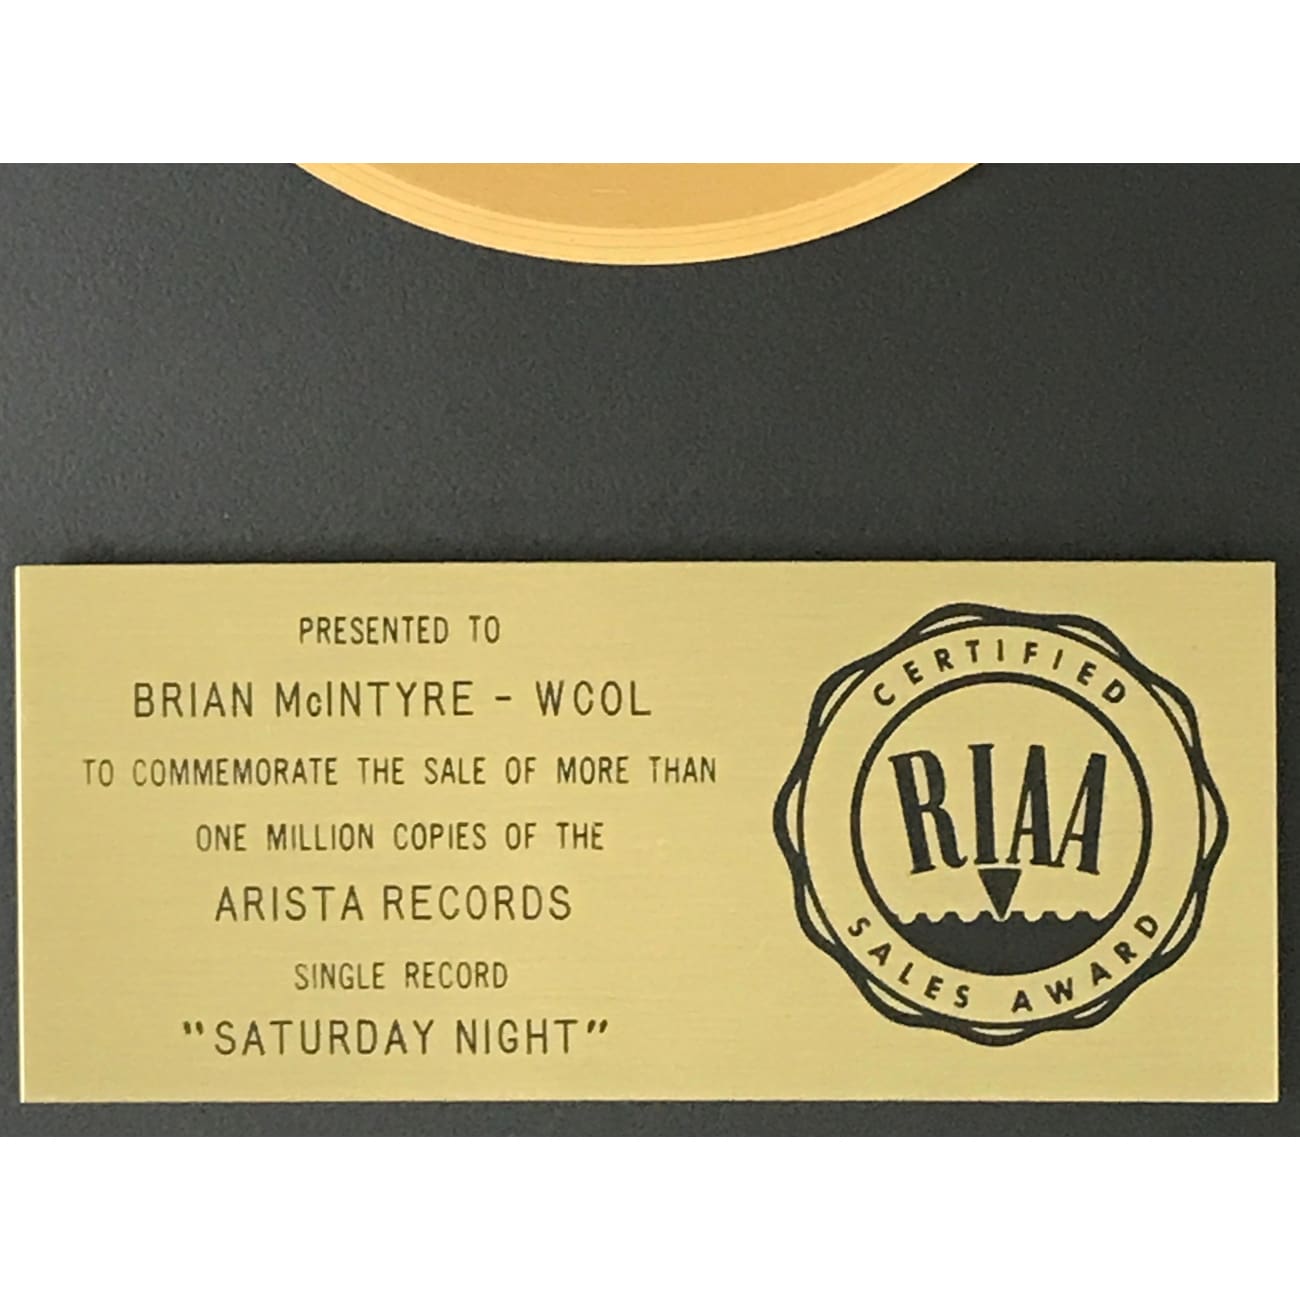 PRESENTED TO
BRIAN McINTYRE - WCOL
TO COMMEMORATE THE SALE OF MORE THAN
ONE MILLION COPIES OF THE
ARISTA RECORDS
SINGLE RECORD
"SATURDAY NIGHT"
CERTIFIED
RIAA
SALES AWARD